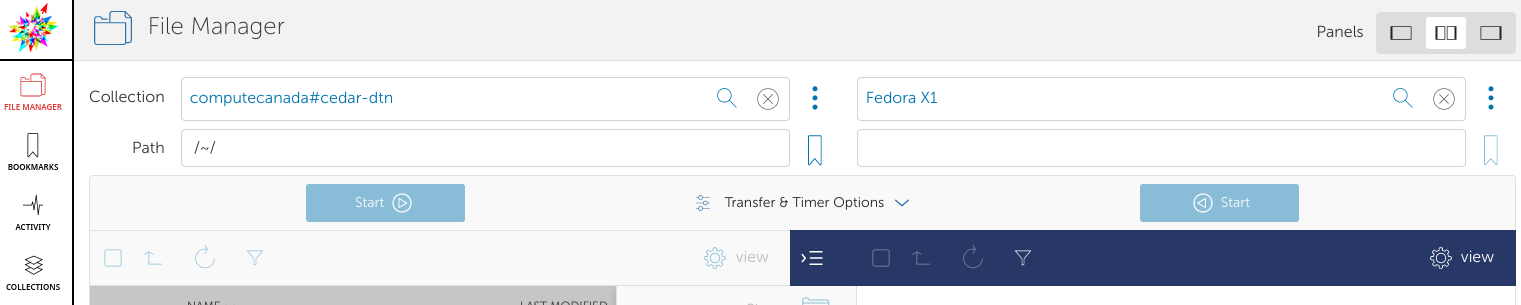 File Manager
Panels
FILE MANAGER
BOOKMARKS
ACTIVITY
COLLECTIONS
Collection computecanada#cedar-dtn Fedora X1
Path /~/
Start Transfer & Timer Options Start
view view
NAME LAST MODIFIED